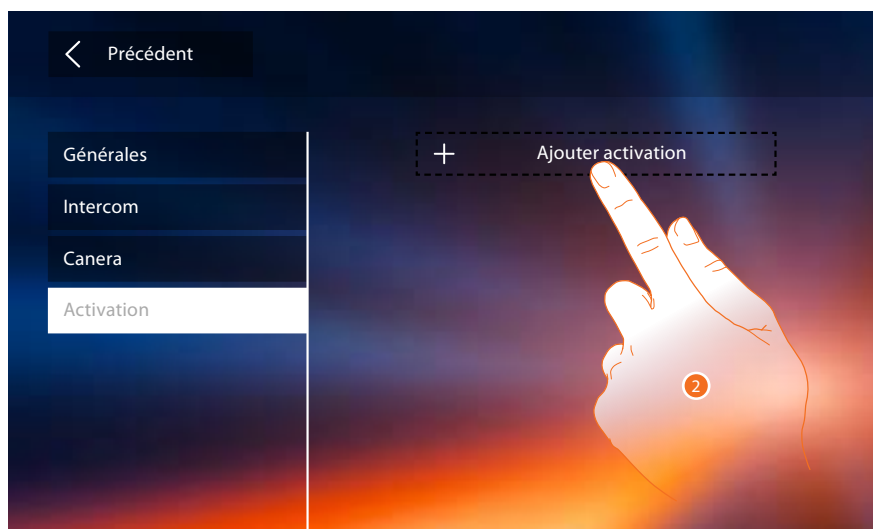 Précédent
Générales
Ajouter activation
Intercom
Canera
Activation
2